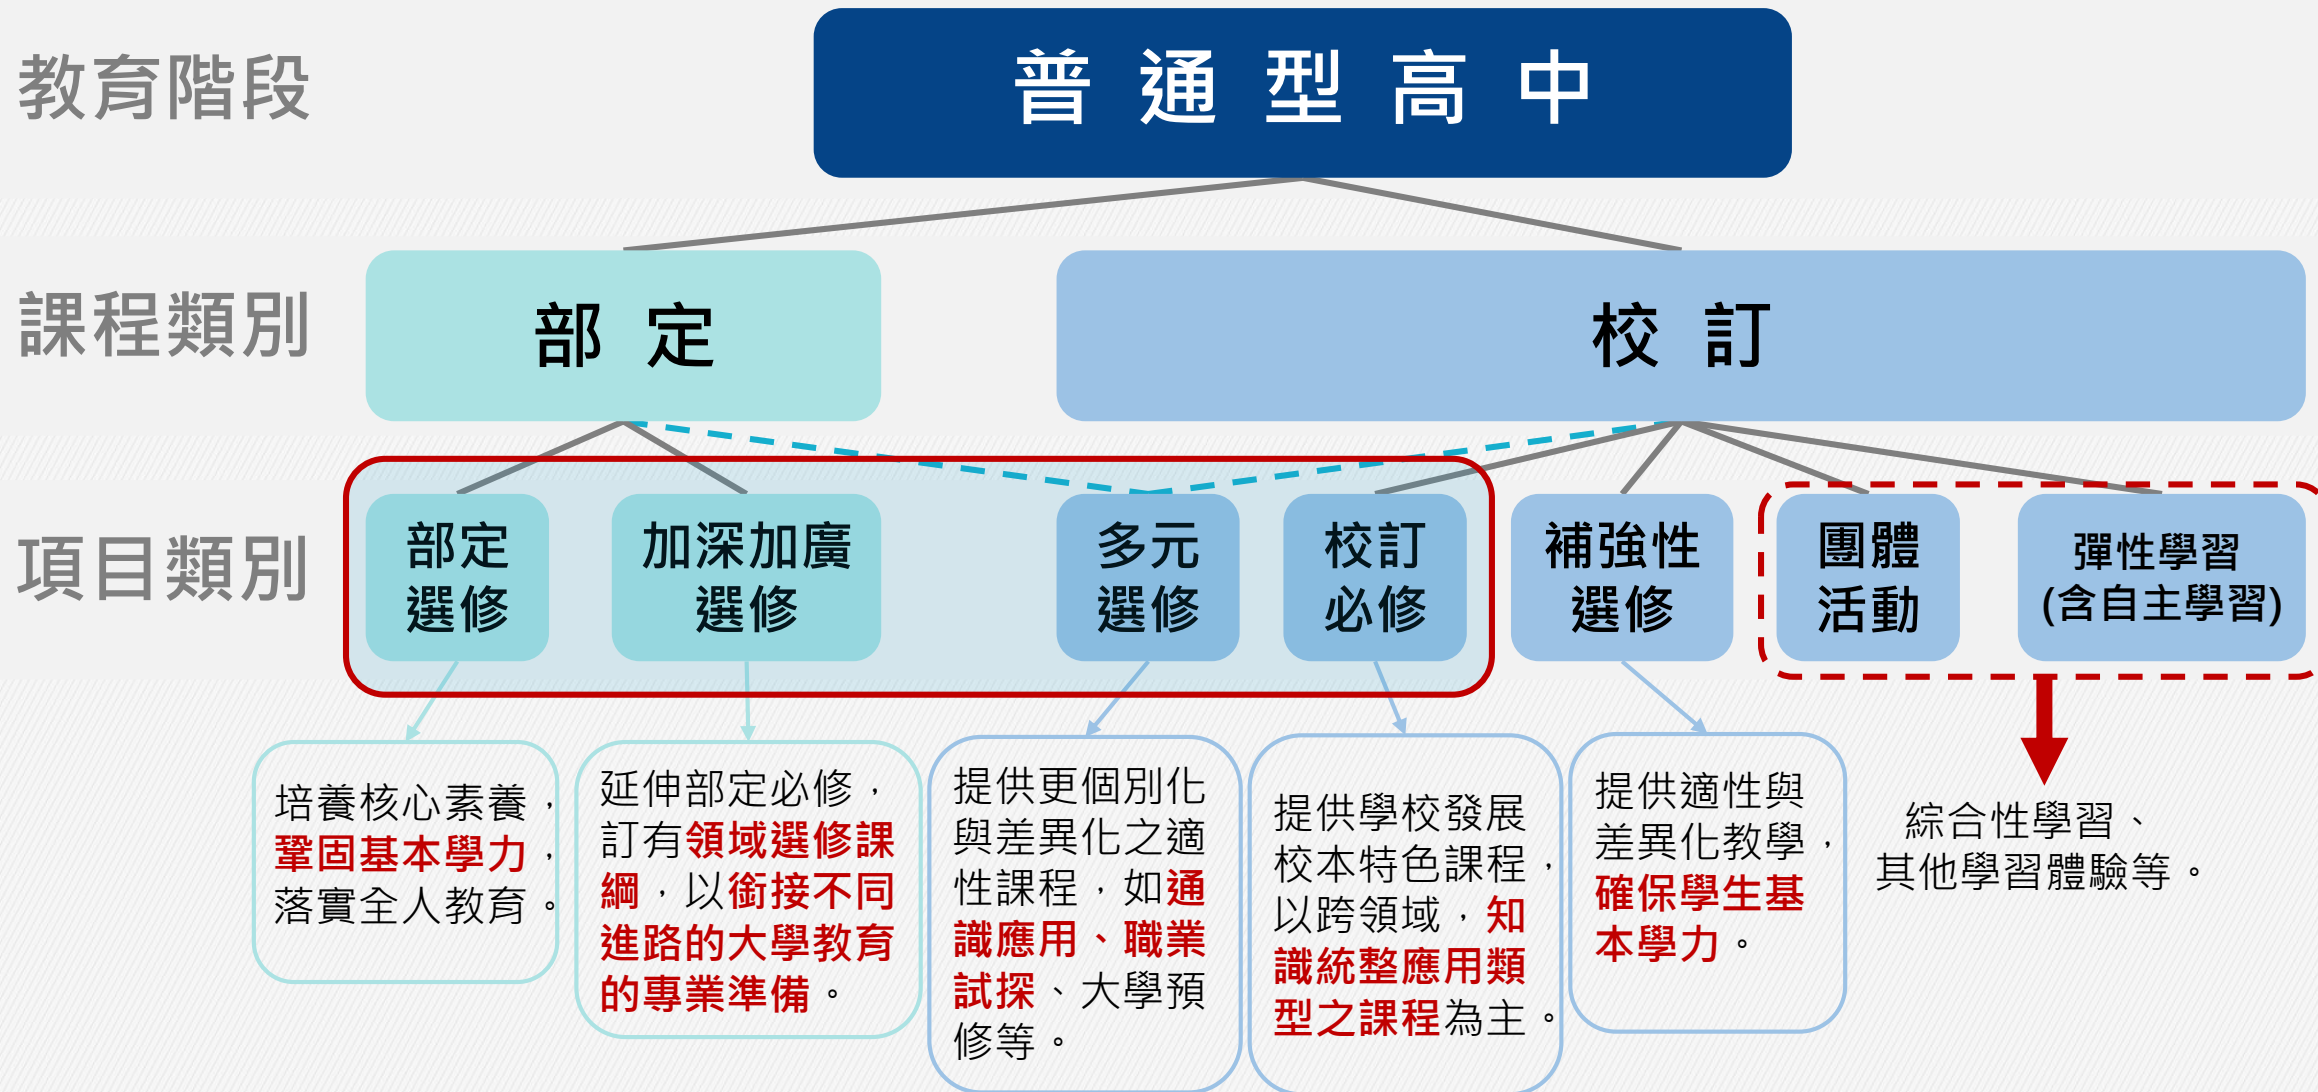 教育階段
普通型高中
課程類別
部定
校訂
項目類別
部定
選修
加深加廣
選修
多元
選修
校訂
必修
補強性
選修
團體
活動
彈性學習
(含自主學習)
培養核心素養，
鞏固基本學力，
落實全人教育。
延伸部定必修，
訂有領域選修課
綱，以銜接不同
進路的大學教育
的專業準備。
提供更個別化
與差異化之適
性課程，如通
識應用、職業
試探、大學預
修等。
提供學校發展
校本特色課程，
以跨領域，知
識統整應用類
型之課程為主。
提供適性與
差異化教學，
確保學生基
本學力。
綜合性學習、
其他學習體驗等。